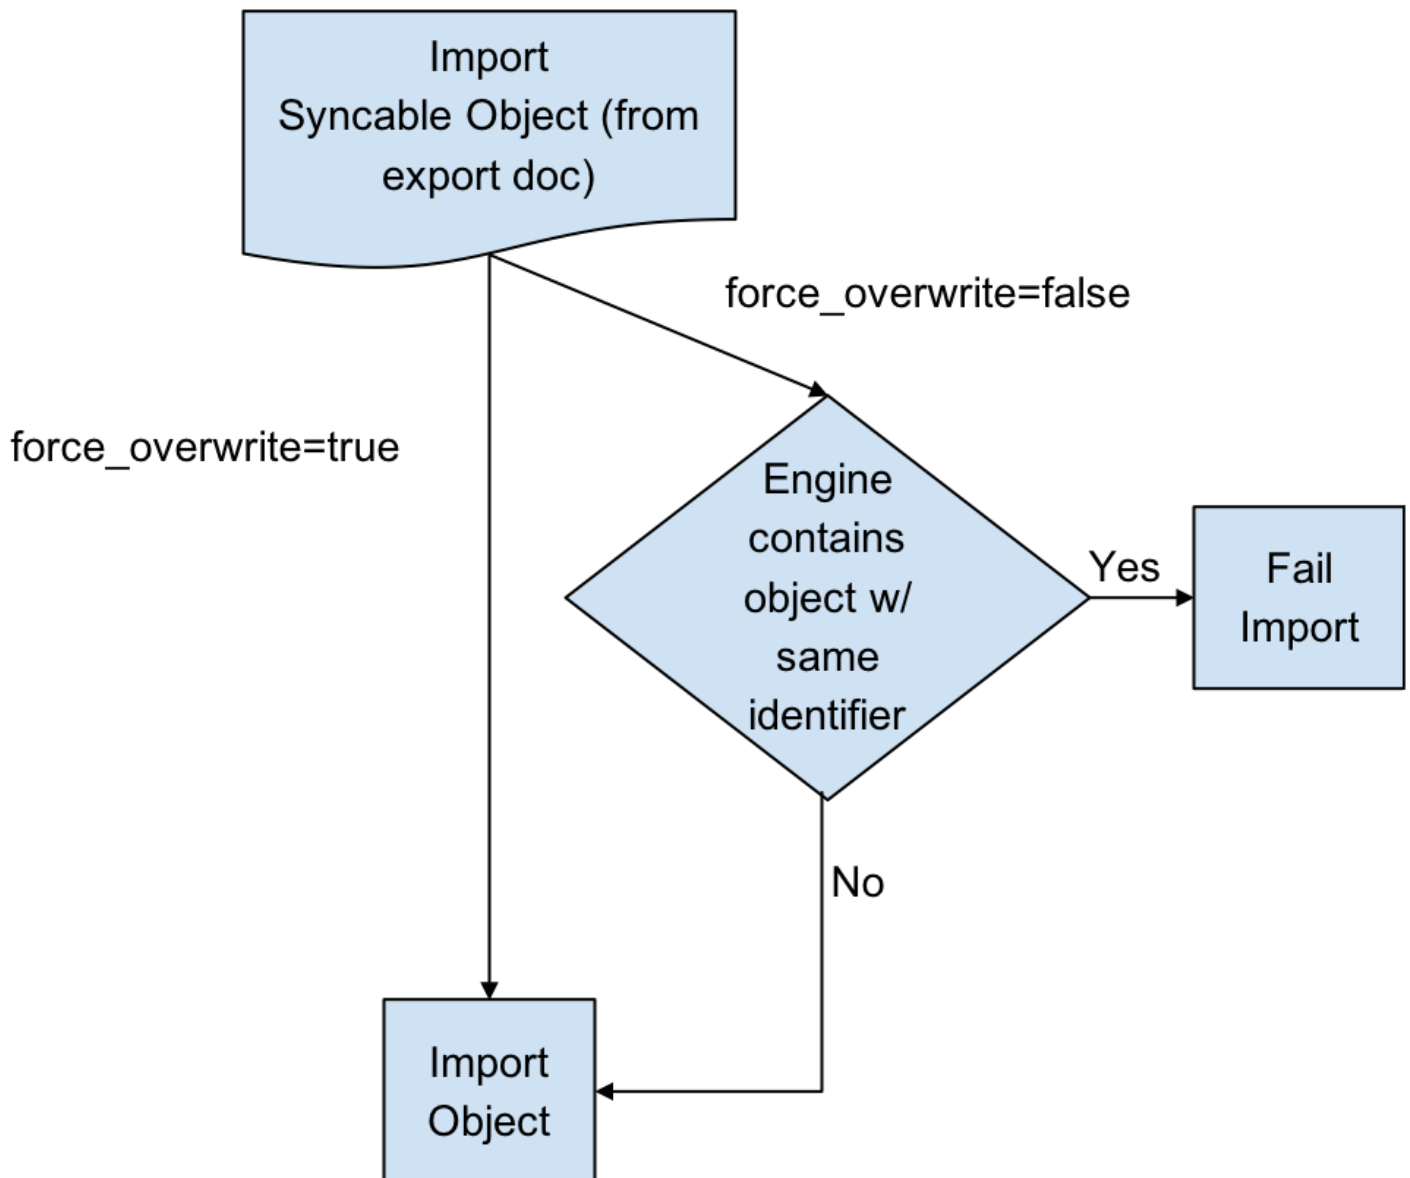 Import
Syncable Object (from
export doc)
force_overwrite=false
force_overwrite=true
Engine
contains
object w/
same
identifier
Yes
Fail
Import
No
Import
Object